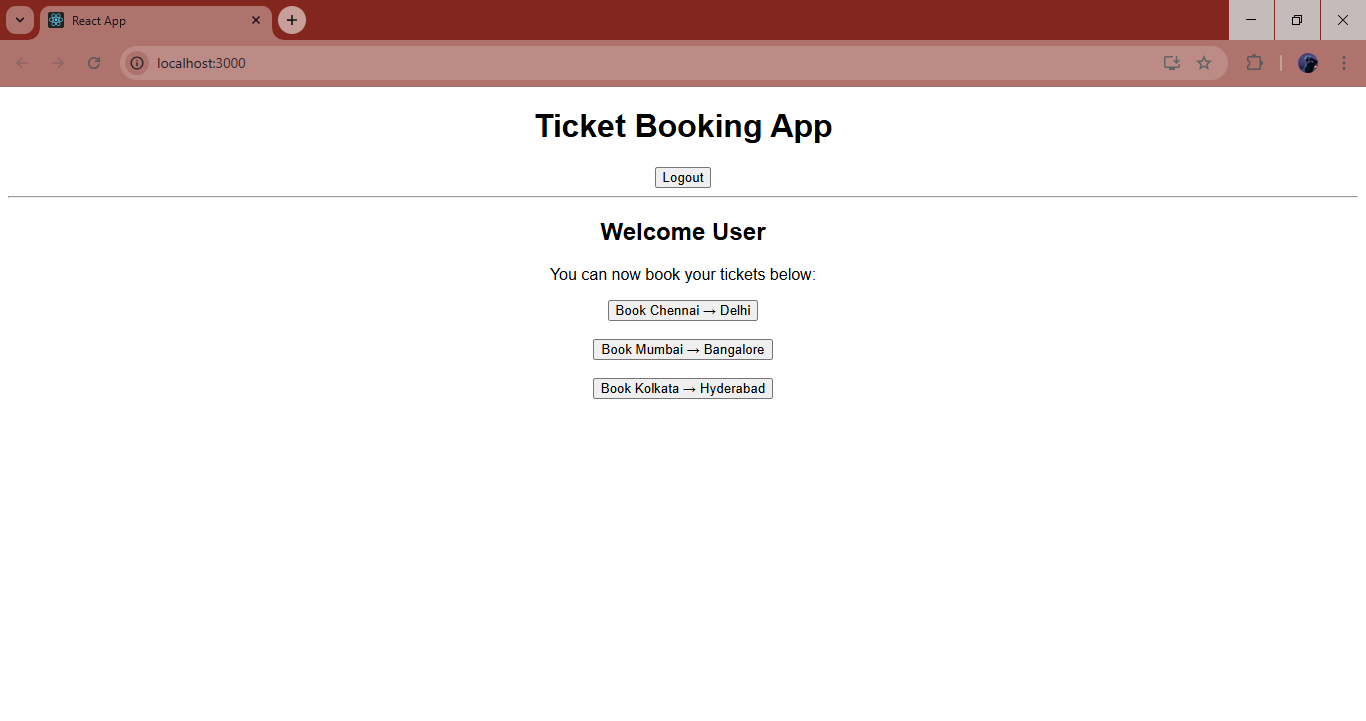 React App
localhost:3000
Ticket Booking App
Logout
Welcome User
You can now book your tickets below:
Book Chennai → Delhi
Book Mumbai → Bangalore
Book Kolkata → Hyderabad